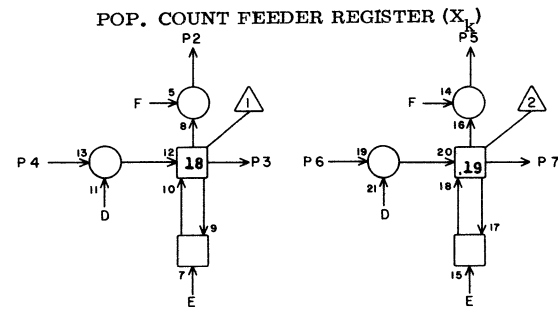 POP. COUNT FEEDER REGISTER (Xk)
P2 P5
5 1 14 2
F F
8 16
13 12 18 19 20 .19
P4 P3 P6 P7
11 10 21 18
D D
9 17
7 15
E E